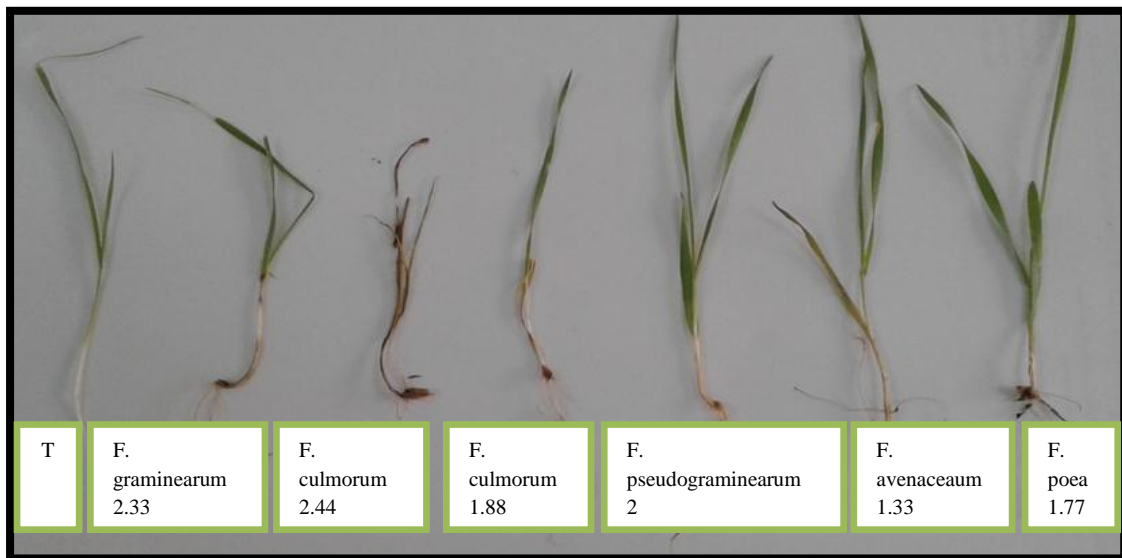 T
F.
graminearum
2.33
F.
culmorum
2.44
F.
culmorum
1.88
F.
pseudograminearum
2
F.
avenaceaum
1.33
F.
poea
1.77